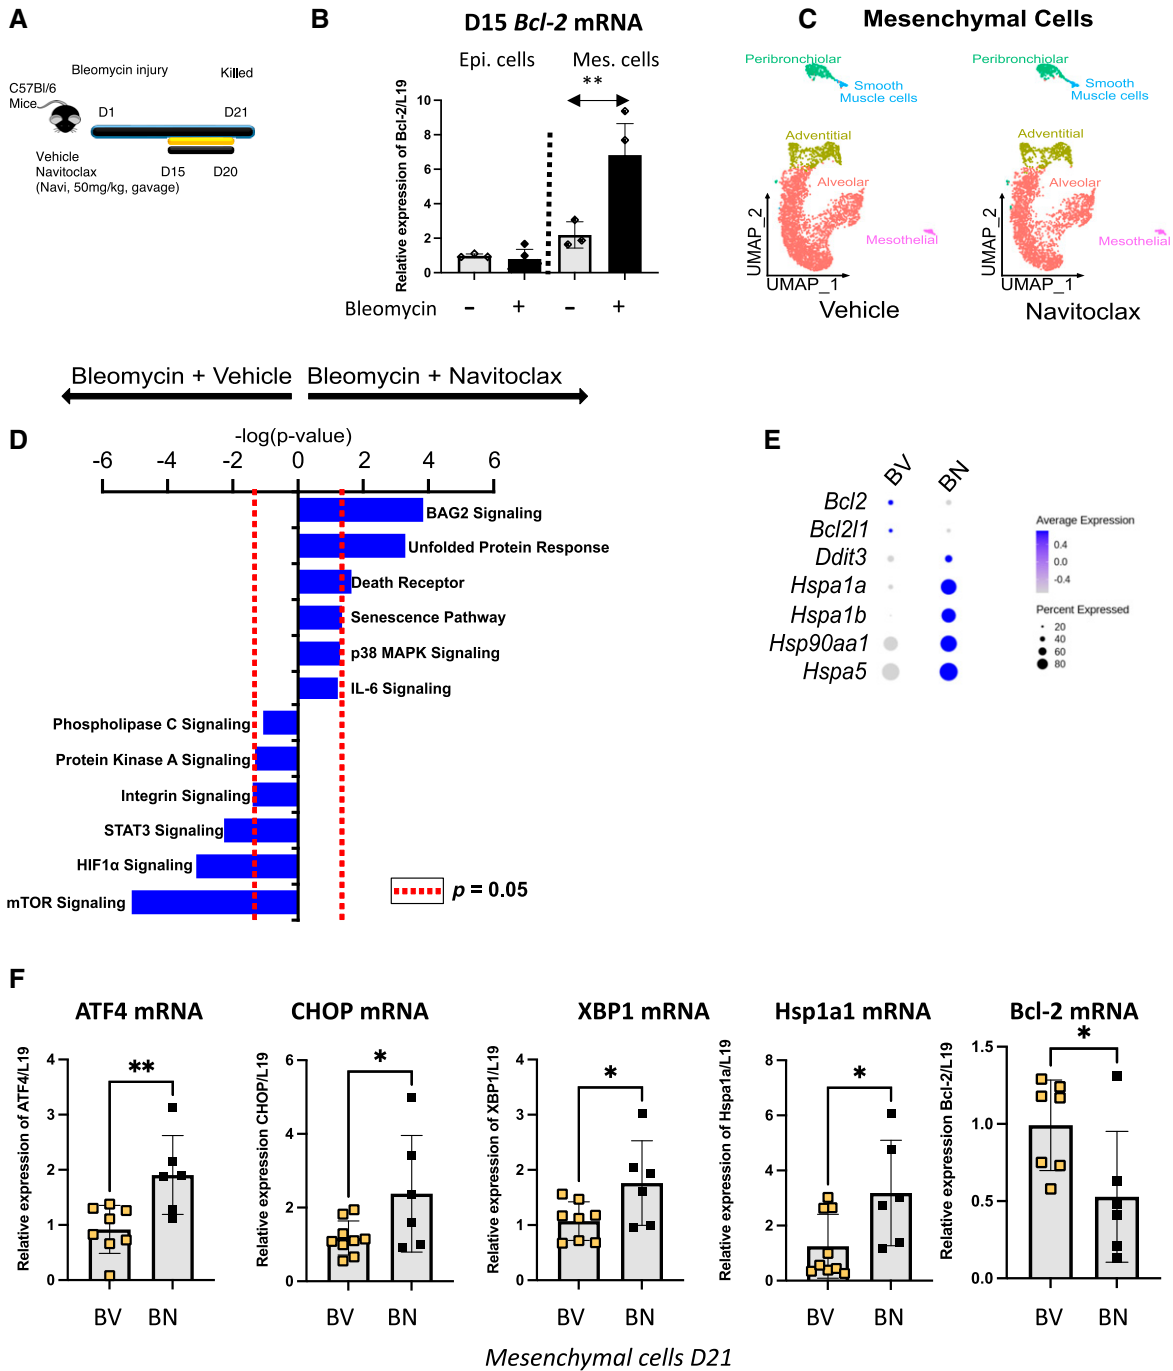 A
Bleomycin injury
Killed
C57Bl/6
Mice
D1
D21
Vehicle
Navitoclax
(Navi, 50mg/kg, gavage)
D15
D20
B
D15 Bcl-2 mRNA
Epi. cells
Mes. cells
**
Relative expression of Bcl-2/L19
10
8
6
4
2
0
Bleomycin
− + − +
C
Mesenchymal Cells
Peribronchiolar
Smooth
Muscle cells
Adventitial
Alveolar
Mesothelial
UMAP_2
UMAP_1
Vehicle
Peribronchiolar
Smooth
Muscle cells
Adventitial
Alveolar
Mesothelial
UMAP_2
UMAP_1
Navitoclax
Bleomycin + Vehicle
Bleomycin + Navitoclax
D
-log(p-value)
-6 -4 -2 0 2 4 6
BAG2 Signaling
Unfolded Protein Response
Death Receptor
Senescence Pathway
p38 MAPK Signaling
IL-6 Signaling
Phospholipase C Signaling
Protein Kinase A Signaling
Integrin Signaling
STAT3 Signaling
HIF1α Signaling
mTOR Signaling
p = 0.05
E
BV BN
Bcl2
Bcl2l1
Ddit3
Hspa1a
Hspa1b
Hsp90aa1
Hspa5
Average Expression
0.4
0.0
-0.4
Percent Expressed
20
40
60
80
F
ATF4 mRNA
Relative expression of ATF4/L19
4
3
2
1
0
**
BV BN
CHOP mRNA
Relative expression CHOP/L19
6
4
2
0
*
BV BN
XBP1 mRNA
Relative expression of XBP1/L19
4
3
2
1
0
*
BV BN
Hsp1a1 mRNA
Relative expression of Hspa1a/L19
8
6
4
2
0
*
BV BN
Bcl-2 mRNA
Relative expression Bcl-2/L19
1.5
1.0
0.5
0.0
*
BV BN
Mesenchymal cells D21